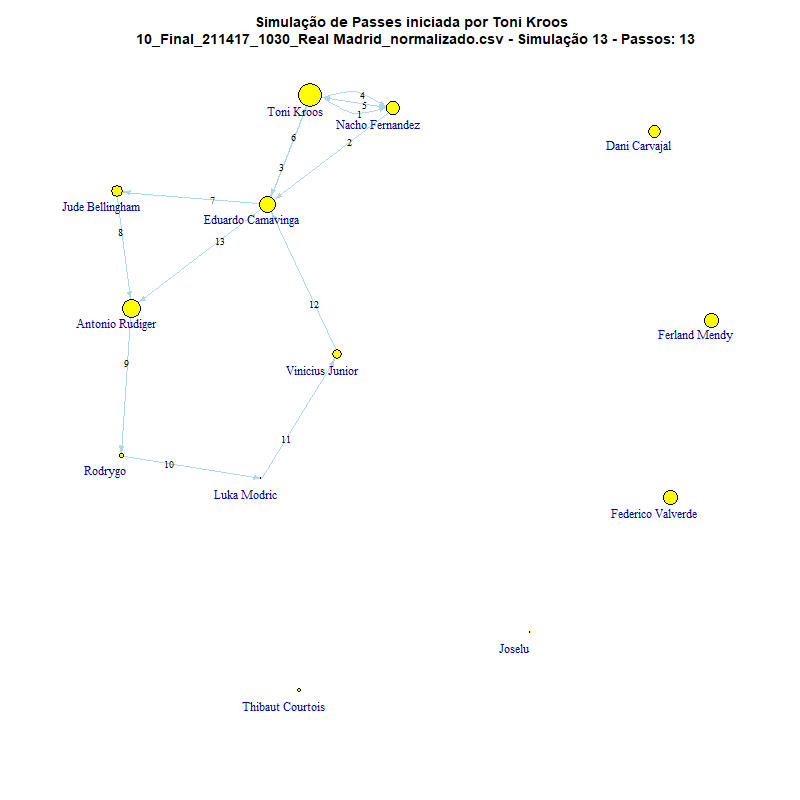 Simulação de Passes iniciada por Toni Kroos
10_Final_211417_1030_Real Madrid_normalizado.csv - Simulação 13 - Passos: 13
4
5
1
Toni Kroos
Nacho Fernandez
6
2
Dani Carvajal
3
7
Jude Bellingham
Eduardo Camavinga
8
13
12
Antonio Rudiger
Ferland Mendy
9
Vinicius Junior
11
10
Rodrygo
Luka Modric
Federico Valverde
Joselu
Thibaut Courtois